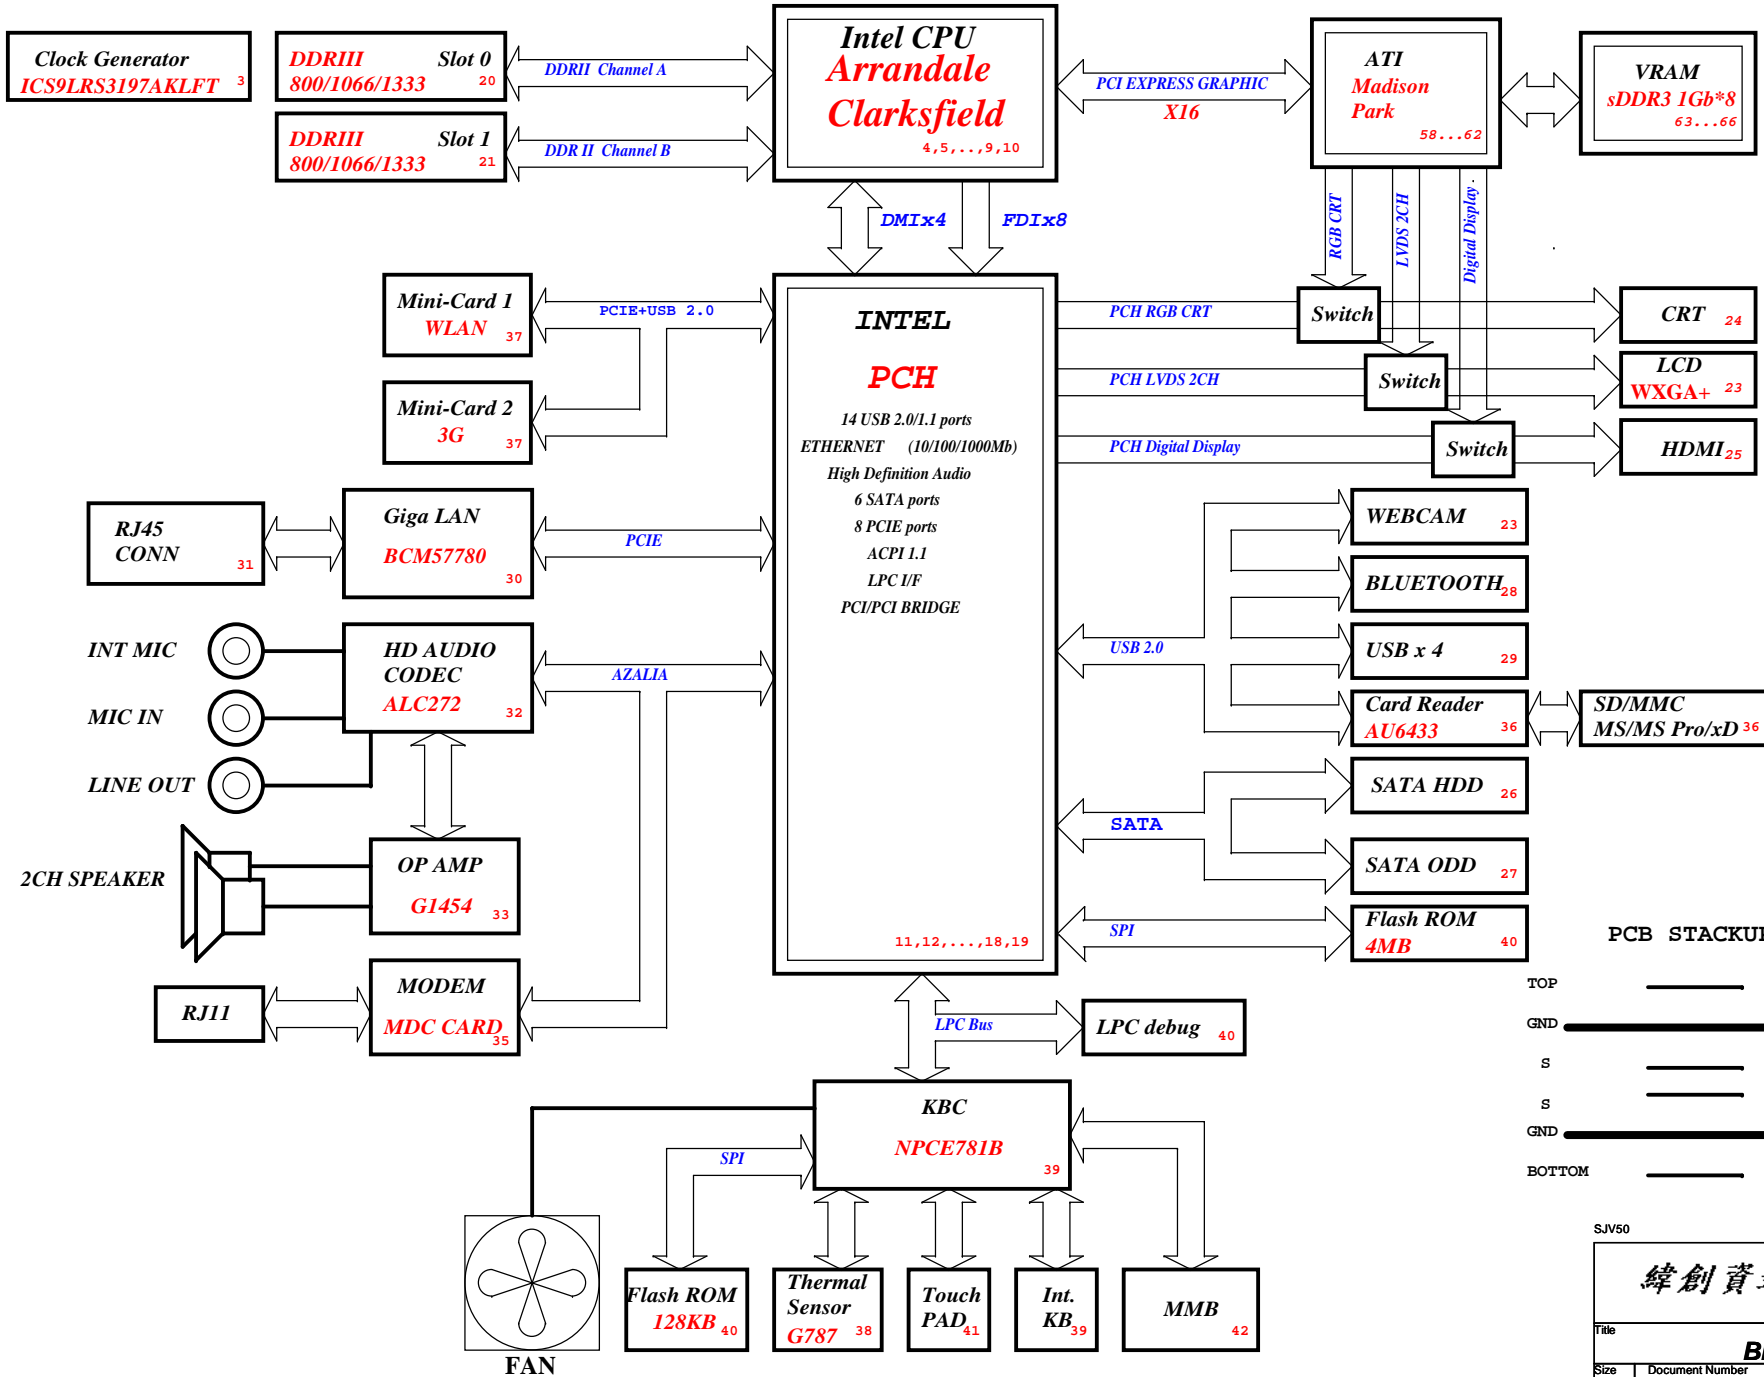 Clock Generator
ICS9LRS3197AKLFT 3
DDRIII Slot 0
800/1066/1333 20
DDRII Channel A
DDRIII Slot 1
800/1066/1333 21
DDR II Channel B
Intel CPU
Arrandale
Clarksfield
4,5,..,9,10
PCI EXPRESS GRAPHIC
X16
ATI
Madison
Park
58...62
VRAM
sDDR3 1Gb*8
63...66
DMIx4
FDIx8
RGB CRT
LVDS 2CH
Digital Display
Mini-Card 1
WLAN
37
PCIE+USB 2.0
Mini-Card 2
3G
37
INTEL
PCH
14 USB 2.0/1.1 ports
ETHERNET (10/100/1000Mb)
High Definition Audio
6 SATA ports
8 PCIE ports
ACPI 1.1
LPC I/F
PCI/PCI BRIDGE
11,12,...,18,19
PCH RGB CRT
Switch
CRT 24
PCH LVDS 2CH
Switch
LCD
WXGA+ 23
PCH Digital Display
Switch
HDMI 25
RJ45
CONN
31
Giga LAN
BCM57780
30
PCIE
WEBCAM 23
BLUETOOTH 28
USB 2.0
USB x 4 29
Card Reader
AU6433 36
SD/MMC
MS/MS Pro/xD 36
INT MIC
MIC IN
LINE OUT
HD AUDIO
CODEC
ALC272
32
AZALIA
SATA
SATA HDD 26
SATA ODD 27
2CH SPEAKER
OP AMP
G1454
33
SPI
Flash ROM
4MB 40
RJ11
MODEM
MDC CARD
35
LPC Bus
LPC debug 40
KBC
NPCE781B
39
SPI
FAN
Flash ROM
128KB 40
Thermal
Sensor
G787 38
Touch
PAD 41
Int.
KB 39
MMB
42
PCB STACKUP
TOP
GND
S
S
GND
BOTTOM
SJV50
緯創資
Title
Size Document Number